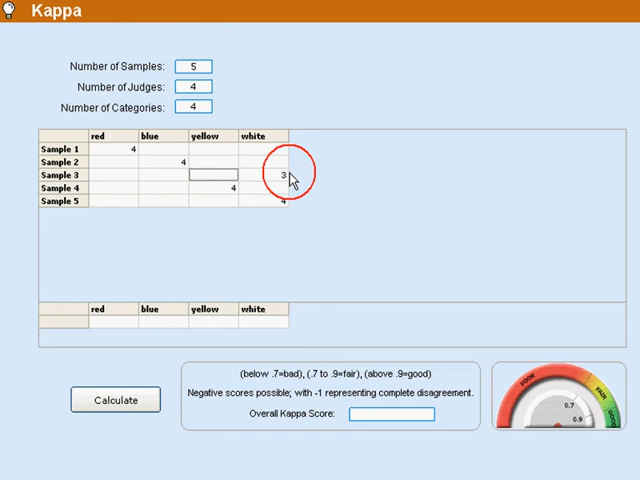 Kappa
Number of Samples: 5
Number of Judges: 4
Number of Categories: 4
red blue yellow white
Sample 1 4
Sample 2 4
Sample 3 3
Sample 4 4
Sample 5 4
red blue yellow white
(below .7=bad), (.7 to .9=fair), (above .9=good)
Negative scores possible; with -1 representing complete disagreement.
Calculate
Overall Kappa Score:
POOR FAIR GOOD
0.7
0.9